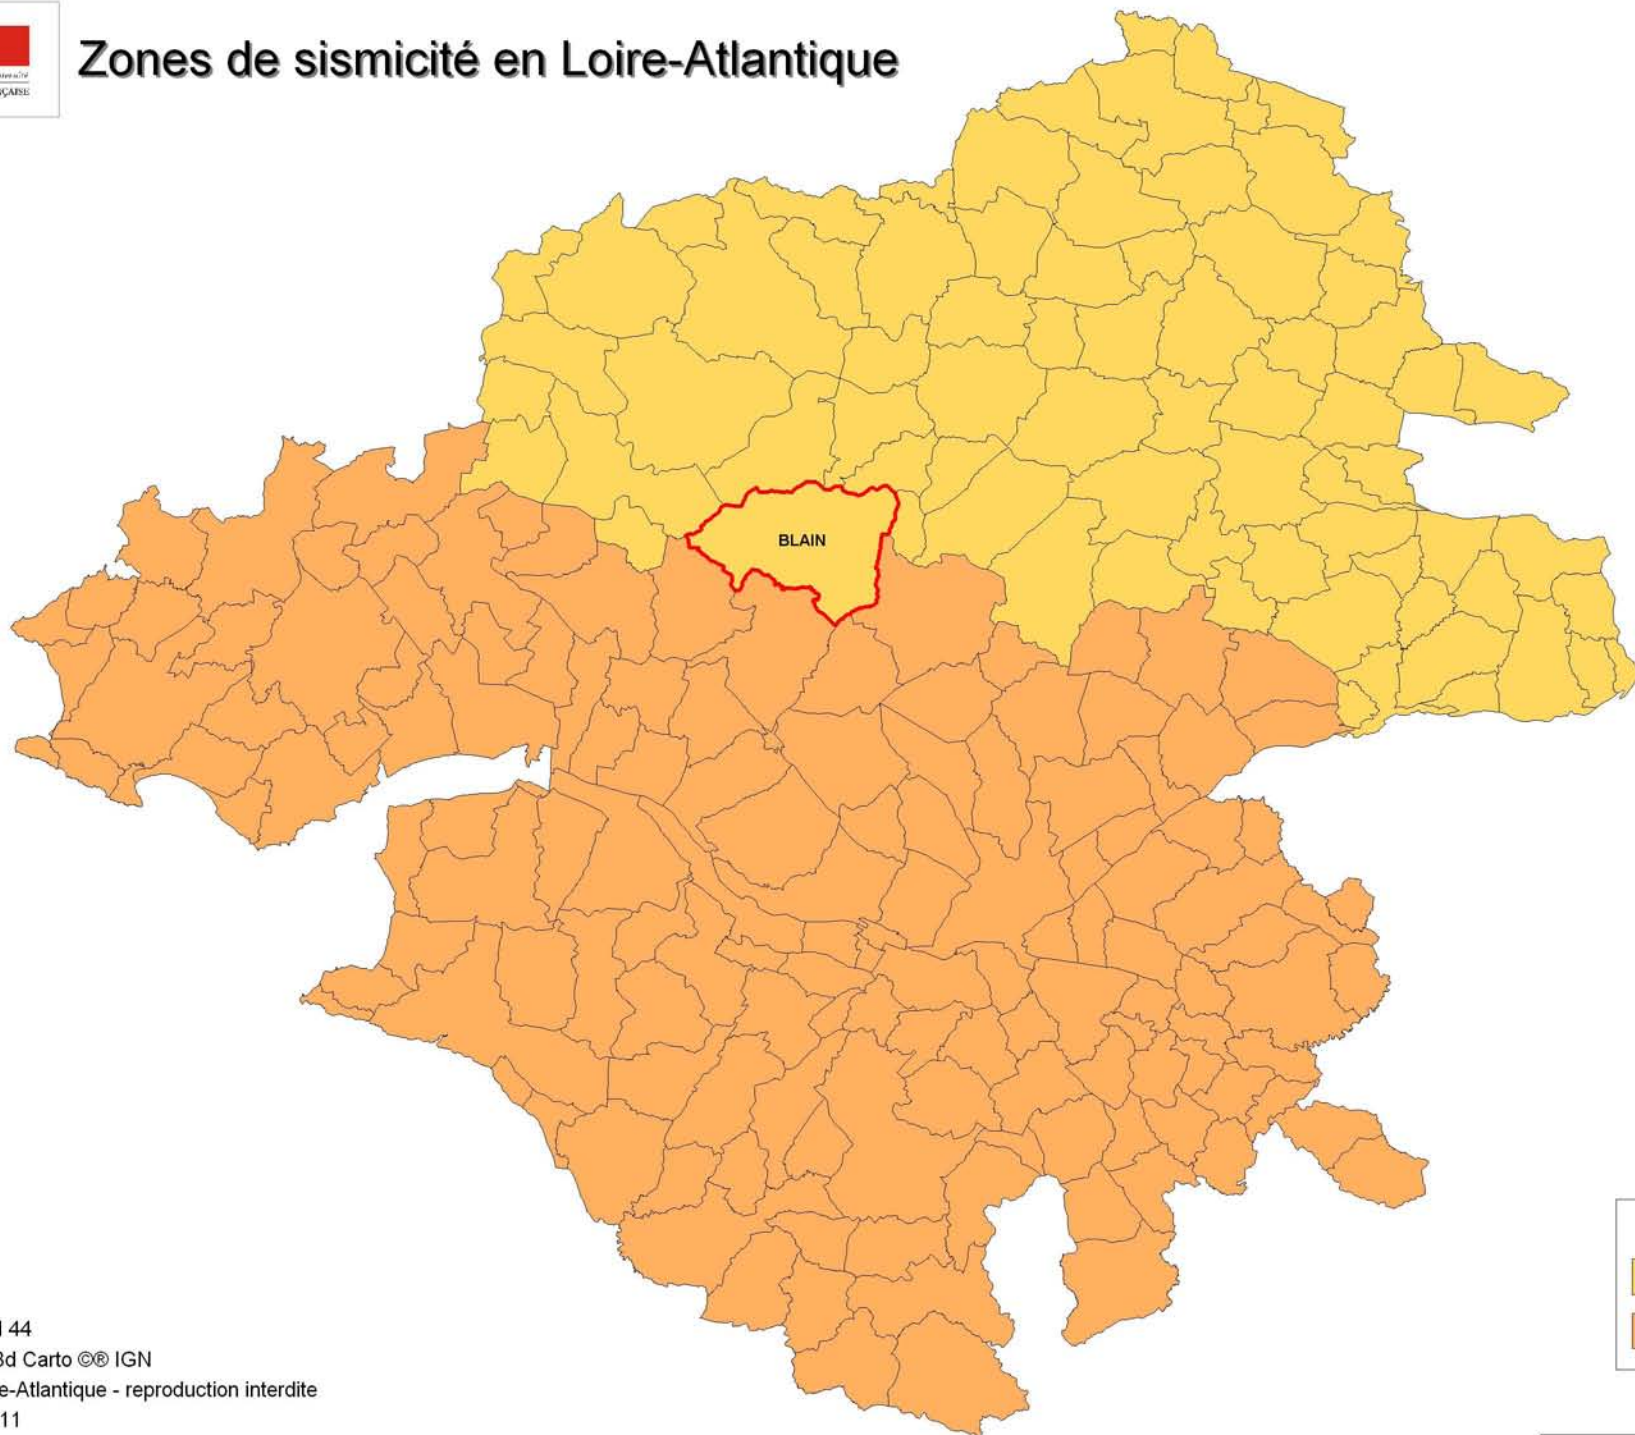 Zones de sismicité en Loire-Atlantique
BLAIN
44
3d Carto ©® IGN
e-Atlantique - reproduction interdite
11